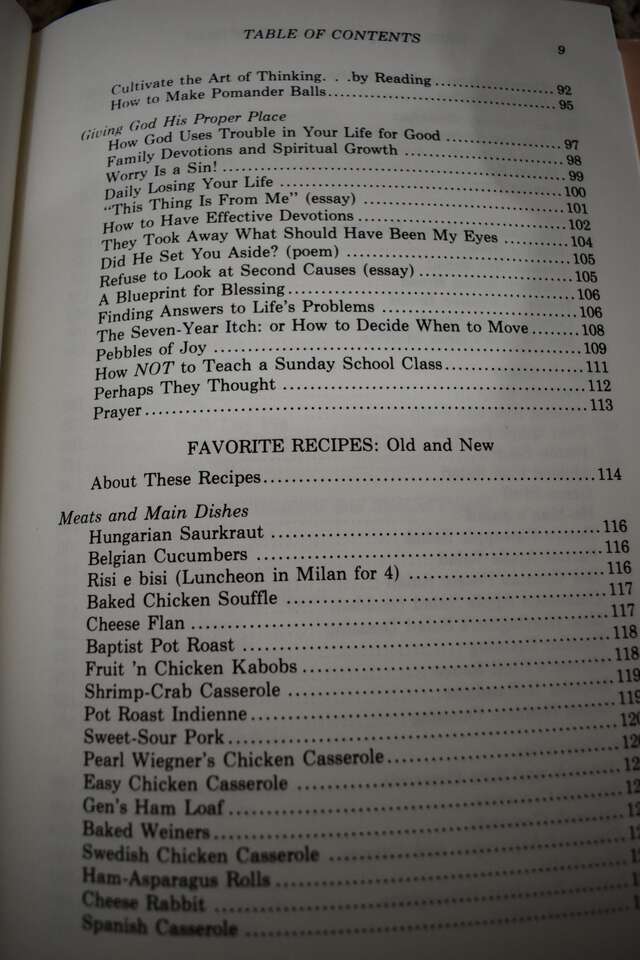 TABLE OF CONTENTS 9
Cultivate the Art of Thinking. . .by Reading ..................... 92
How to Make Pomander Balls........................................ 95
Giving God His Proper Place
How God Uses Trouble in Your Life for Good ..................... 97
Family Devotions and Spiritual Growth ............................ 98
Worry Is a Sin! ............................................................ 99
Daily Losing Your Life ................................................ 100
"This Thing Is From Me" (essay) .................................. 101
How to Have Effective Devotions .................................. 102
They Took Away What Should Have Been My Eyes .......... 104
Did He Set You Aside? (poem) ...................................... 105
Refuse to Look at Second Causes (essay) ........................ 105
A Blueprint for Blessing .............................................. 106
Finding Answers to Life's Problems .............................. 106
The Seven-Year Itch: or How to Decide When to Move ....... 108
Pebbles of Joy ............................................................ 109
How NOT to Teach a Sunday School Class..................... 111
Perhaps They Thought ................................................ 112
Prayer...................................................................... 113
FAVORITE RECIPES: Old and New
About These Recipes.................................................. 114
Meats and Main Dishes
Hungarian Saurkraut .................................................. 116
Belgian Cucumbers .................................................... 116
Risi e bisi (Luncheon in Milan for 4) ............................ 116
Baked Chicken Souffle ................................................ 117
Cheese Flan .............................................................. 117
Baptist Pot Roast ...................................................... 118
Fruit 'n Chicken Kabobs .............................................. 118
Shrimp-Crab Casserole ................................................ 119
Pot Roast Indienne...................................................... 119
Sweet-Sour Pork........................................................ 120
Pearl Wiegner's Chicken Casserole................................ 120
Easy Chicken Casserole ..............................................
Gen's Ham Loaf..........................................................
Baked Weiners............................................................
Swedish Chicken Casserole ..........................................
Ham-Asparagus Rolls ..................................................
Cheese Rabbit ............................................................
Spanish Casserole ......................................................